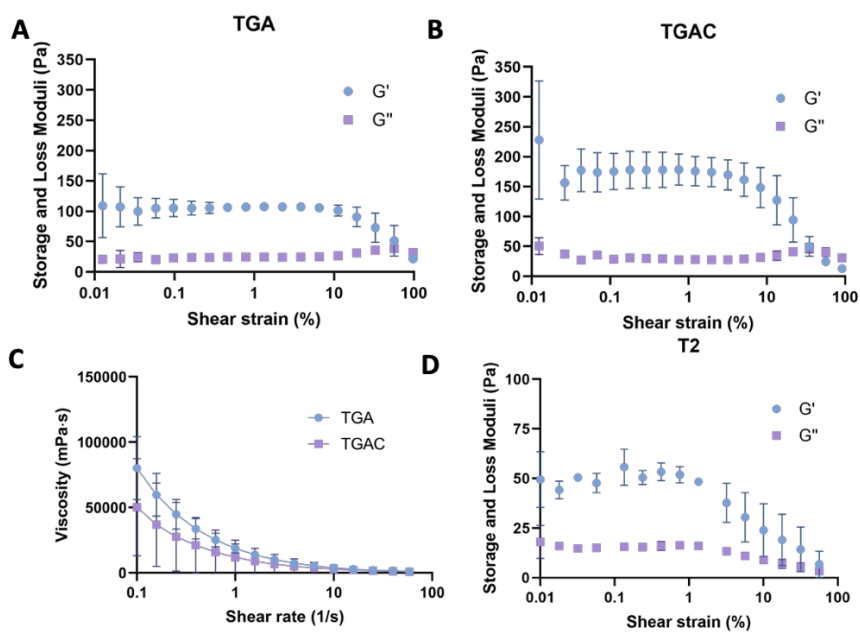 A
TGA
350
300
250
200
150
100
50
0
0.01
0.1
1
10
100
Storage and Loss Moduli (Pa)
Shear strain (%)
G'
G"
B
TGAC
350
300
250
200
150
100
50
0
0.01
0.1
1
10
100
Storage and Loss Moduli (Pa)
Shear strain (%)
G'
G"
C
150000
100000
50000
0
0.1
1
10
100
Viscosity (mPa·s)
Shear rate (1/s)
TGA
TGAC
D
T2
100
75
50
25
0
0.01
0.1
1
10
100
Storage and Loss Moduli (Pa)
Shear strain (%)
G'
G"